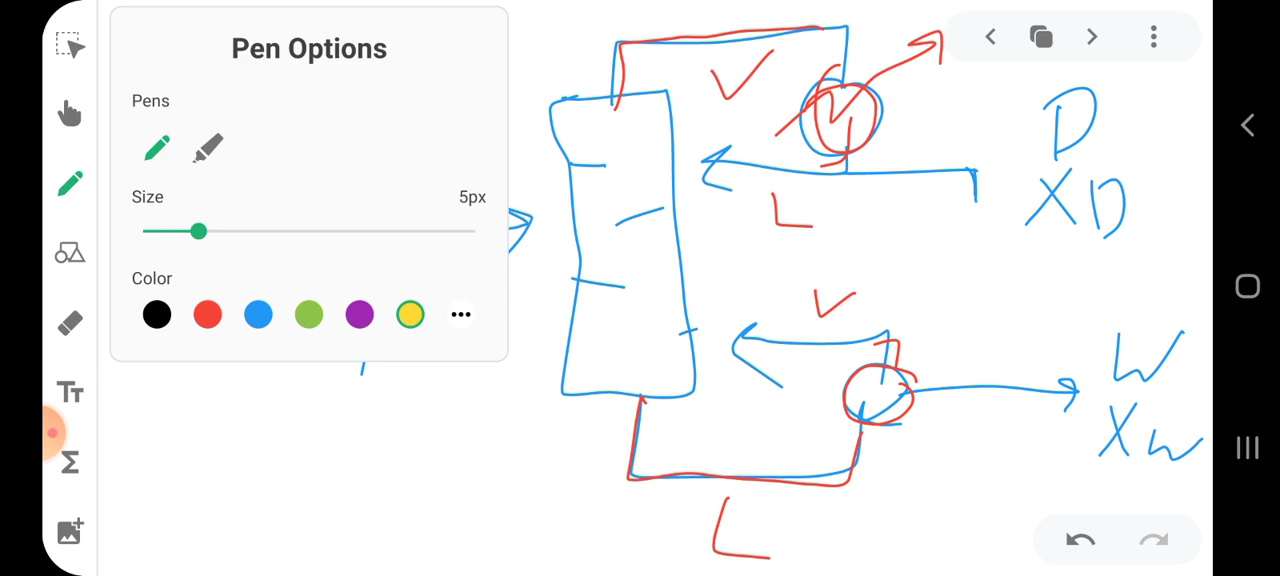 Pen Options
Pens
Size 5px
Color
V
D
XD
L
V
W
Xw
L